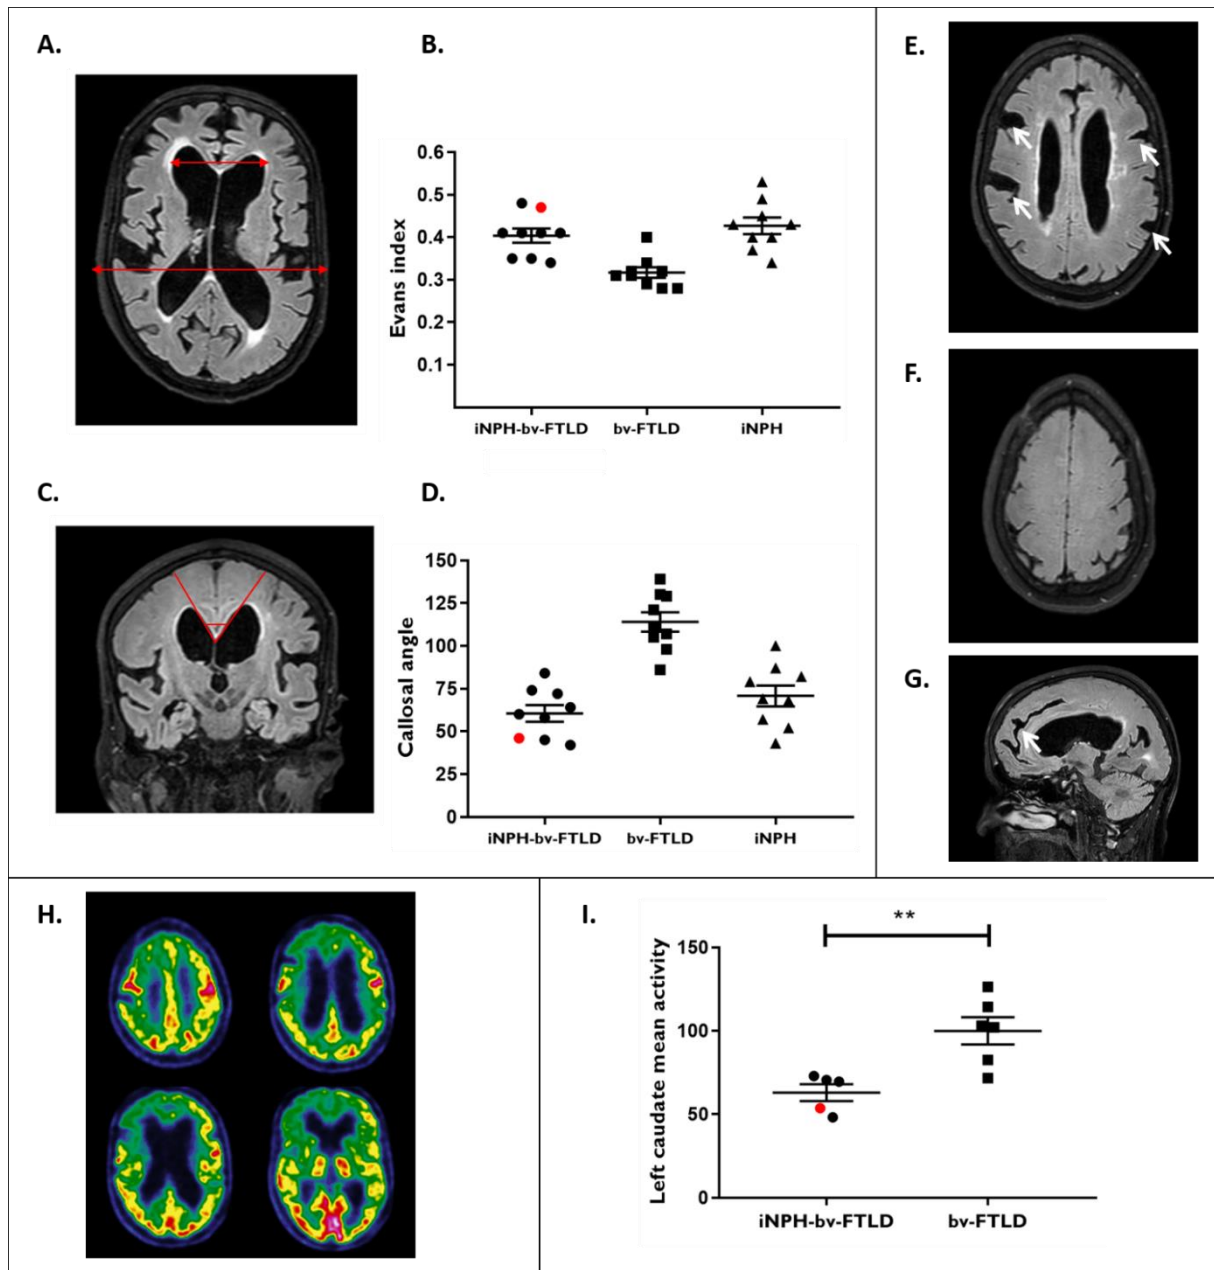 A.
B.
Evans index
0.6
0.5
0.4
0.3
0.2
0.1
iNPH-bv-FTLD bv-FTLD iNPH
C.
D.
Callosal angle
150
125
100
75
50
25
0
iNPH-bv-FTLD bv-FTLD iNPH
E.
F.
G.
H.
I.
**
Left caudate mean activity
150
100
50
0
iNPH-bv-FTLD bv-FTLD